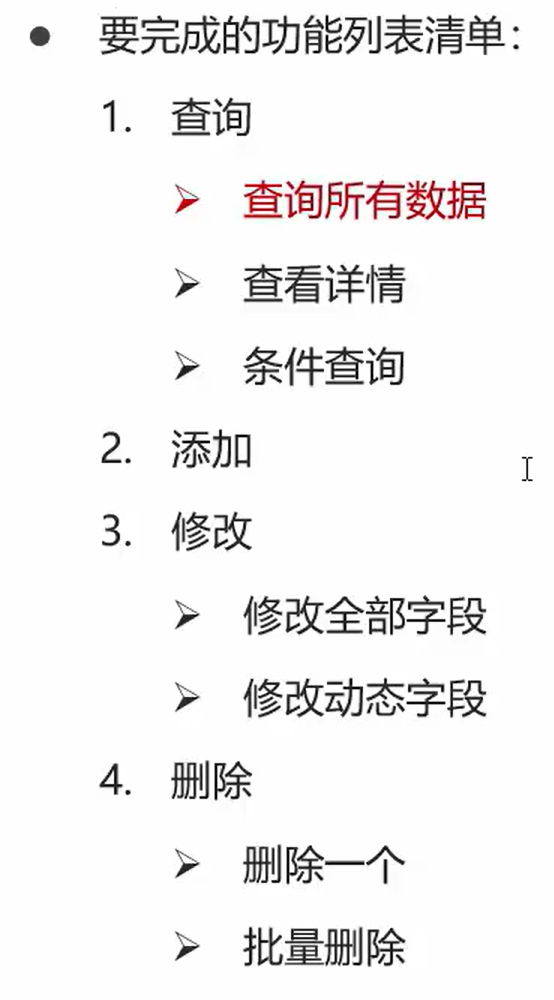 ● 要完成的功能列表清单：
1. 查询
➢ 查询所有数据
➢ 查看详情
➢ 条件查询
2. 添加
3. 修改
➢ 修改全部字段
➢ 修改动态字段
4. 删除
➢ 删除一个
➢ 批量删除